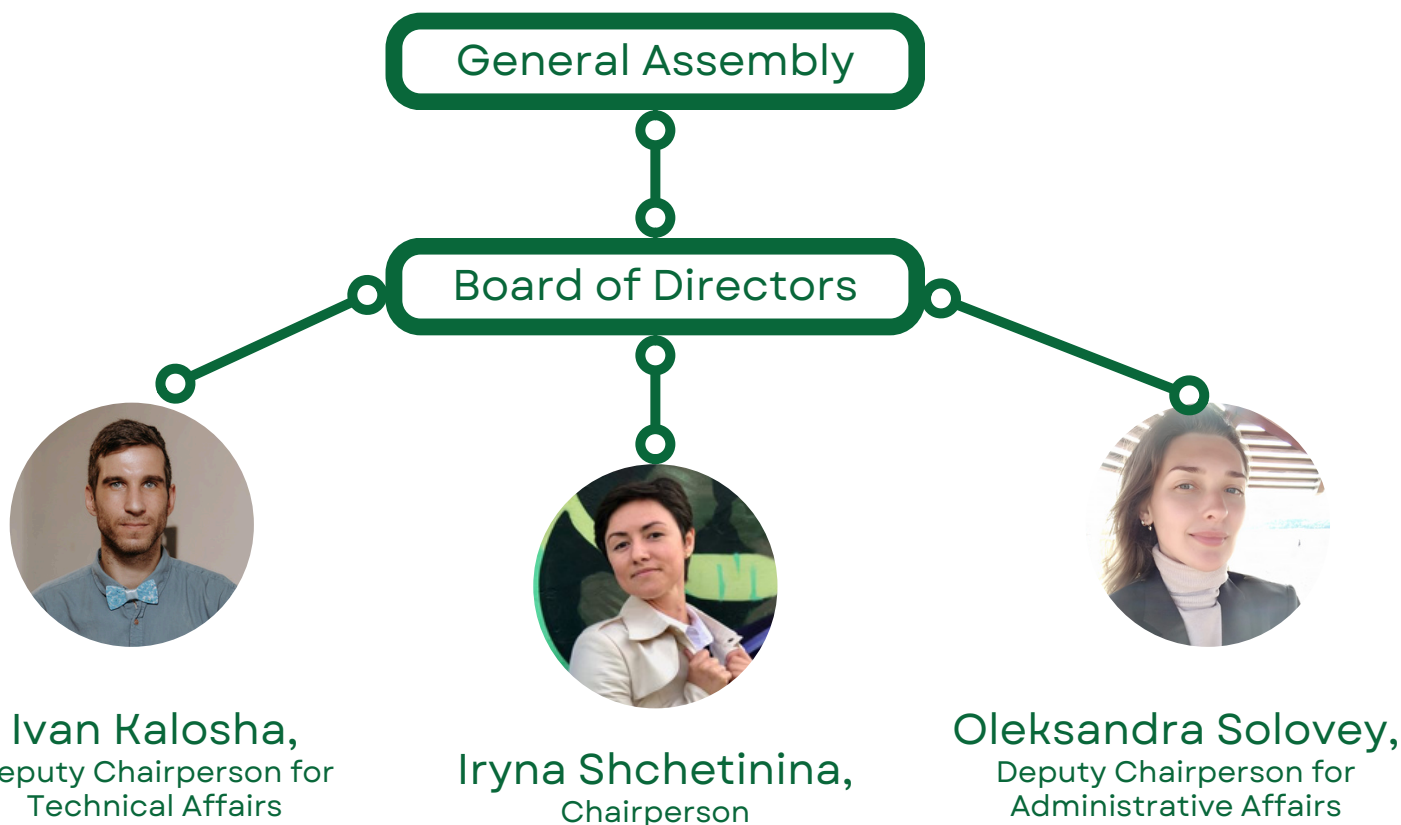 General Assembly
Board of Directors
Ivan Kalosha,
eputy Chairperson for
Technical Affairs
Iryna Shchetinina,
Chairperson
Oleksandra Solovey,
Deputy Chairperson for
Administrative Affairs